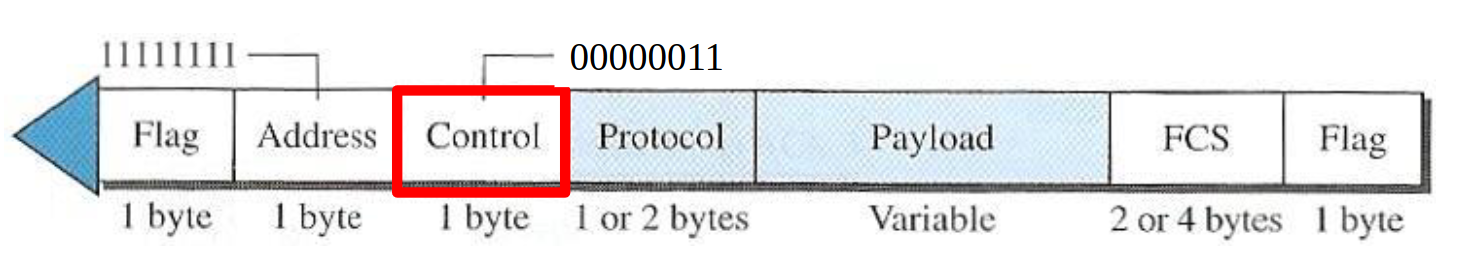 11111111 00000011
Flag Address Control Protocol Payload FCS Flag
1 byte 1 byte 1 byte 1 or 2 bytes Variable 2 or 4 bytes 1 byte